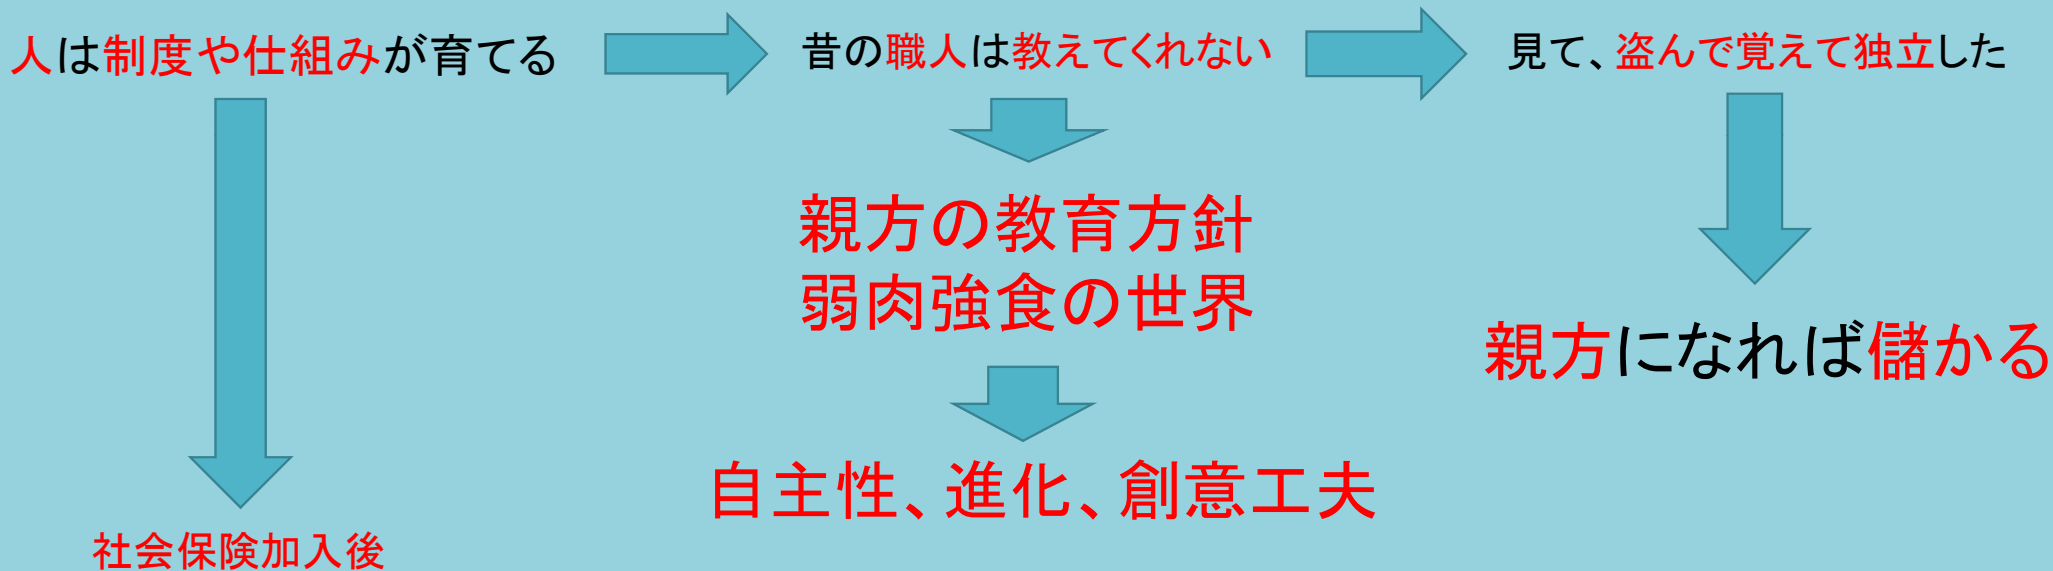 人は制度や仕組みが育てる
昔の職人は教えてくれない
見て、盗んで覚えて独立した
親方の教育方針
弱肉強食の世界
親方になれば儲かる
自主性、進化、創意工夫
社会保険加入後